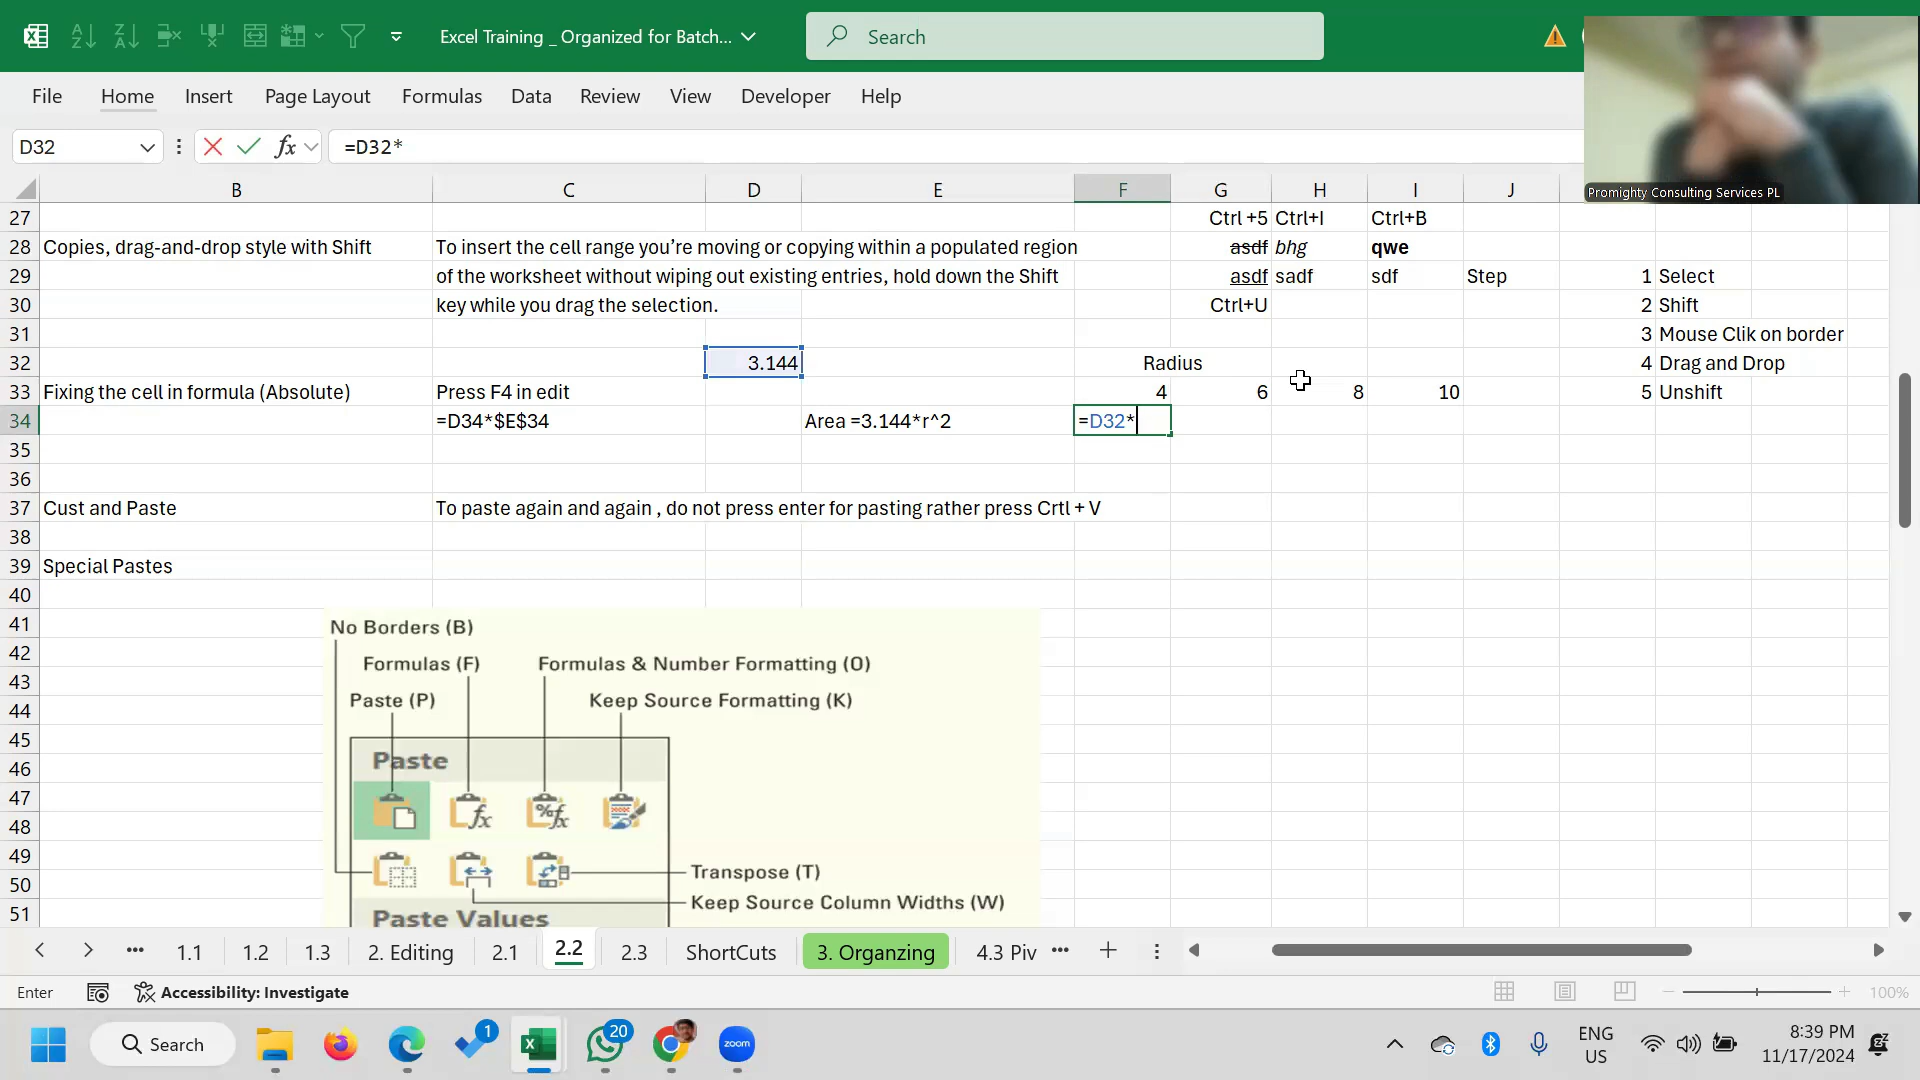 Excel Training _ Organized for Batch...
Search
File Home Insert Page Layout Formulas Data Review View Developer Help
D32 fx =D32*
Promighty Consulting Services PL
B C D E F G H I J
27 Ctrl +5 Ctrl+I Ctrl+B
28 Copies, drag-and-drop style with Shift To insert the cell range you’re moving or copying within a populated region asdf bhg qwe
29 of the worksheet without wiping out existing entries, hold down the Shift asdf sadf sdf Step 1 Select
30 key while you drag the selection. Ctrl+U 2 Shift
31 3 Mouse Clik on border
32 3.144 Radius 4 Drag and Drop
33 Fixing the cell in formula (Absolute) Press F4 in edit 4 6 8 10 5 Unshift
34 =D34*$E$34 Area =3.144*r^2 =D32*
35
36
37 Cust and Paste To paste again and again , do not press enter for pasting rather press Crtl + V
38
39 Special Pastes
40
41 No Borders (B)
42 Formulas (F) Formulas & Number Formatting (O)
43
44 Paste (P) Keep Source Formatting (K)
45
46 Paste
47 fx %fx
48
49
50 Transpose (T)
Keep Source Column Widths (W)
51 Paste Values
1.1 1.2 1.3 2. Editing 2.1 2.2 2.3 ShortCuts 3. Organzing 4.3 Piv
Enter Accessibility: Investigate 100%
Search 1 20 zoom ENG US 8:39 PM 11/17/2024